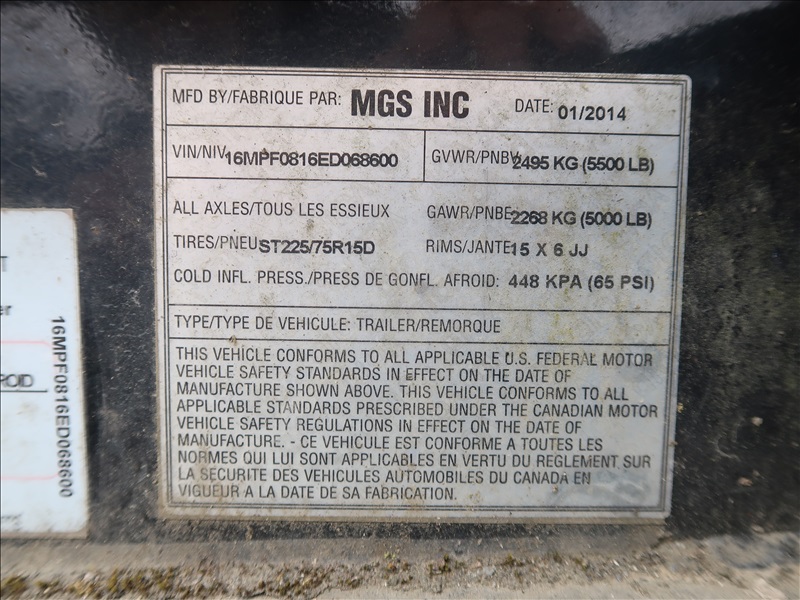 MFD BY/FABRIQUE PAR: MGS INC DATE: 01/2014
VIN/NIV 16MPF0816ED068600 GVWR/PNBV 2495 KG (5500 LB)
ALL AXLES/TOUS LES ESSIEUX GAWR/PNBE 2268 KG (5000 LB)
TIRES/PNEU ST225/75R15D RIMS/JANTE 15 X 6 JJ
COLD INFL. PRESS./PRESS DE GONFL. AFROID: 448 KPA (65 PSI)
TYPE/TYPE DE VEHICULE: TRAILER/REMORQUE
THIS VEHICLE CONFORMS TO ALL APPLICABLE U.S. FEDERAL MOTOR
VEHICLE SAFETY STANDARDS IN EFFECT ON THE DATE OF
MANUFACTURE SHOWN ABOVE. THIS VEHICLE CONFORMS TO ALL
APPLICABLE STANDARDS PRESCRIBED UNDER THE CANADIAN MOTOR
VEHICLE SAFETY REGULATIONS IN EFFECT ON THE DATE OF
MANUFACTURE. - CE VEHICULE EST CONFORME A TOUTES LES
NORMES QUI LUI SONT APPLICABLES EN VERTU DU REGLEMENT SUR
LA SECURITE DES VEHICULES AUTOMOBILES DU CANADA EN
VIGUEUR A LA DATE DE SA FABRICATION.
16MPF0816ED068600
ROID